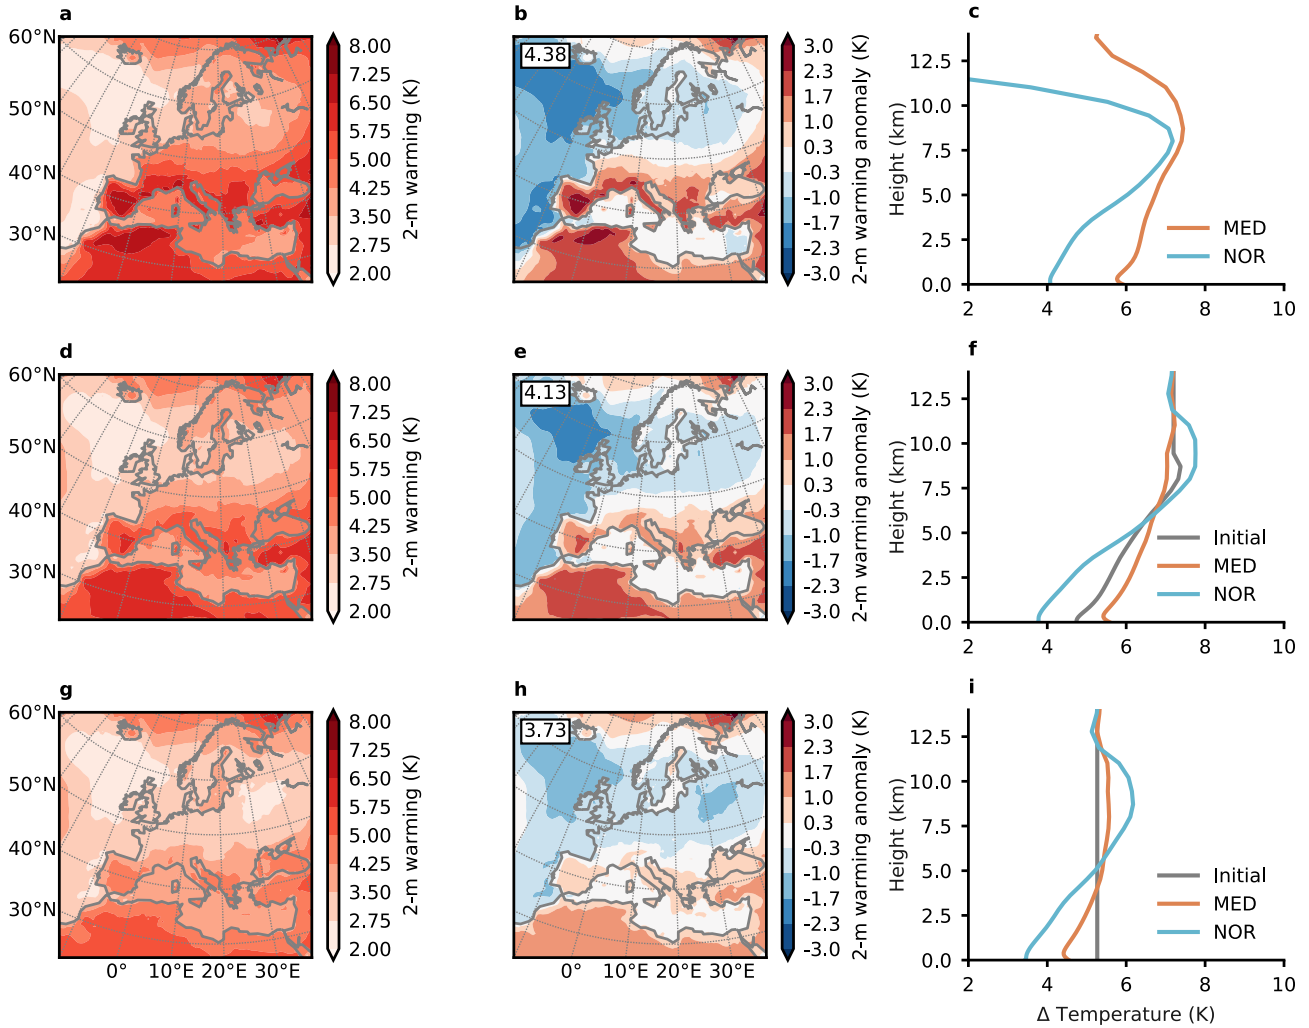 a
60°N
50°N
40°N
30°N
8.00
7.25
6.50
5.75
5.00
4.25
3.50
2.75
2.00
2-m warming (K)
b
4.38
3.0
2.3
1.7
1.0
0.3
-0.3
-1.0
-1.7
-2.3
-3.0
2-m warming anomaly (K)
c
Height (km)
12.5
10.0
7.5
5.0
2.5
0.0
MED
NOR
2 4 6 8 10
d
60°N
50°N
40°N
30°N
8.00
7.25
6.50
5.75
5.00
4.25
3.50
2.75
2.00
2-m warming (K)
e
4.13
3.0
2.3
1.7
1.0
0.3
-0.3
-1.0
-1.7
-2.3
-3.0
2-m warming anomaly (K)
f
Height (km)
12.5
10.0
7.5
5.0
2.5
0.0
Initial
MED
NOR
2 4 6 8 10
g
60°N
50°N
40°N
30°N
0° 10°E 20°E 30°E
8.00
7.25
6.50
5.75
5.00
4.25
3.50
2.75
2.00
2-m warming (K)
h
3.73
0° 10°E 20°E 30°E
3.0
2.3
1.7
1.0
0.3
-0.3
-1.0
-1.7
-2.3
-3.0
2-m warming anomaly (K)
i
Height (km)
12.5
10.0
7.5
5.0
2.5
0.0
Initial
MED
NOR
2 4 6 8 10
Δ Temperature (K)